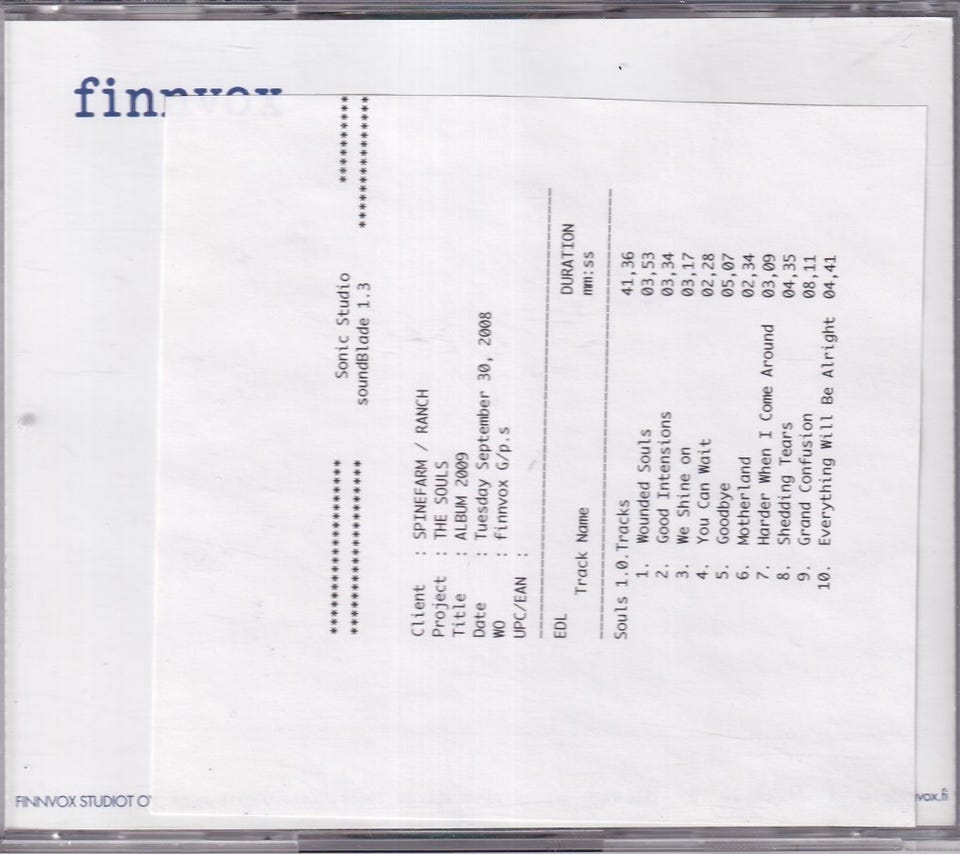 finnvox
******************* Sonic Studio **********
******************* soundBlade 1.3 **************
Client : SPINEFARM / RANCH
Project : THE SOULS
Title : ALBUM 2009
Date : Tuesday September 30, 2008
WO : finnvox G/p.s
UPC/EAN :
EDL DURATION
Track Name mm:ss
Souls 1.0.Tracks 41,36
1. Wounded Souls 03,53
2. Good Intensions 03,34
3. We Shine on 03,17
4. You Can Wait 02,28
5. Goodbye 05,07
6. Motherland 02,34
7. Harder When I Come Around 03,09
8. Shedding Tears 04,35
9. Grand Confusion 08,11
10. Everything Will Be Alright 04,41
FINNVOX STUDIOT O vox.fi